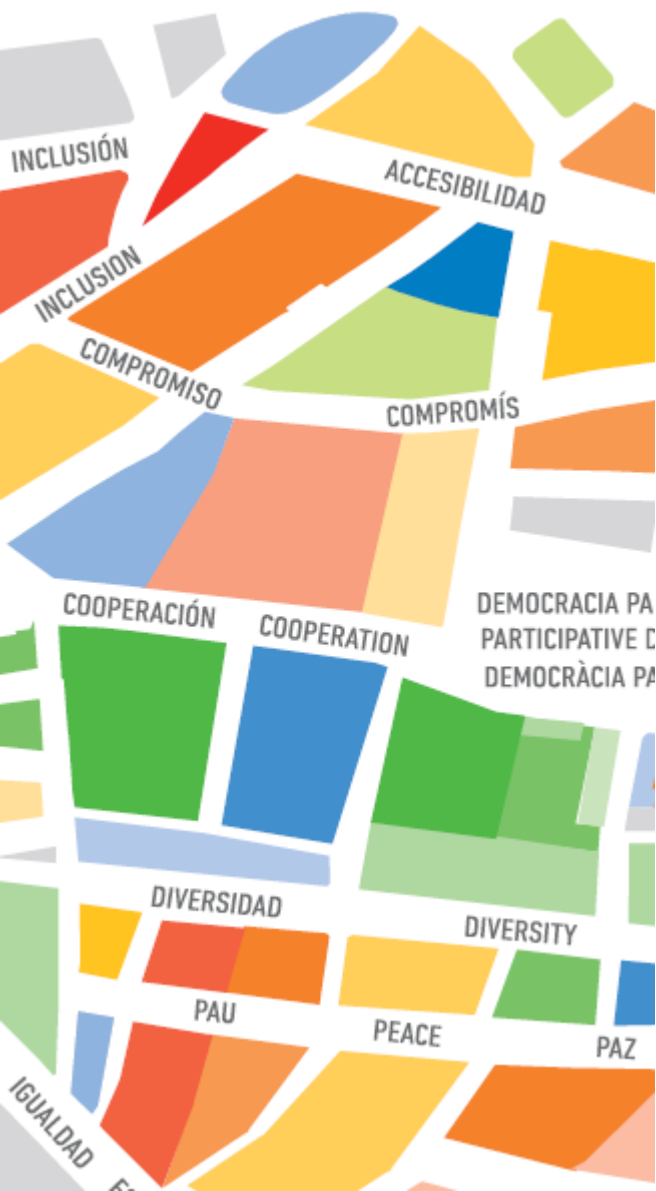 INCLUSIÓN
ACCESIBILIDAD
INCLUSION
COMPROMISO
COMPROMÍS
COOPERACIÓN
COOPERATION
DEMOCRACIA PA
PARTICIPATIVE D
DEMOCRÀCIA PA
DIVERSIDAD
DIVERSITY
PAU
PEACE
PAZ
IGUALDAD